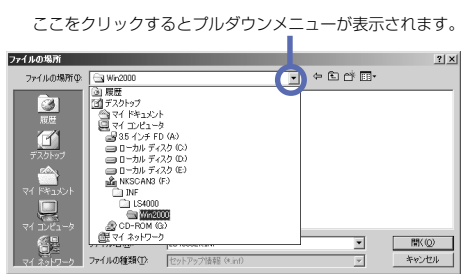 ここをクリックするとプルダウンメニューが表示されます。
ファイルの場所
ファイルの場所(I):
Win2000
履歴
デスクトップ
マイ ドキュメント
マイ コンピュータ
3.5 インチ FD (A:)
ローカル ディスク (C:)
ローカル ディスク (D:)
ローカル ディスク (E:)
NKSCAN3 (F:)
INF
LS4000
Win2000
CD-ROM (G:)
マイ ネットワーク
履歴
デスクトップ
マイ ドキュメント
マイ コンピュータ
マイ ネットワーク
開く(O)
ファイルの種類(T):
セットアップ情報 (*.inf)
キャンセル